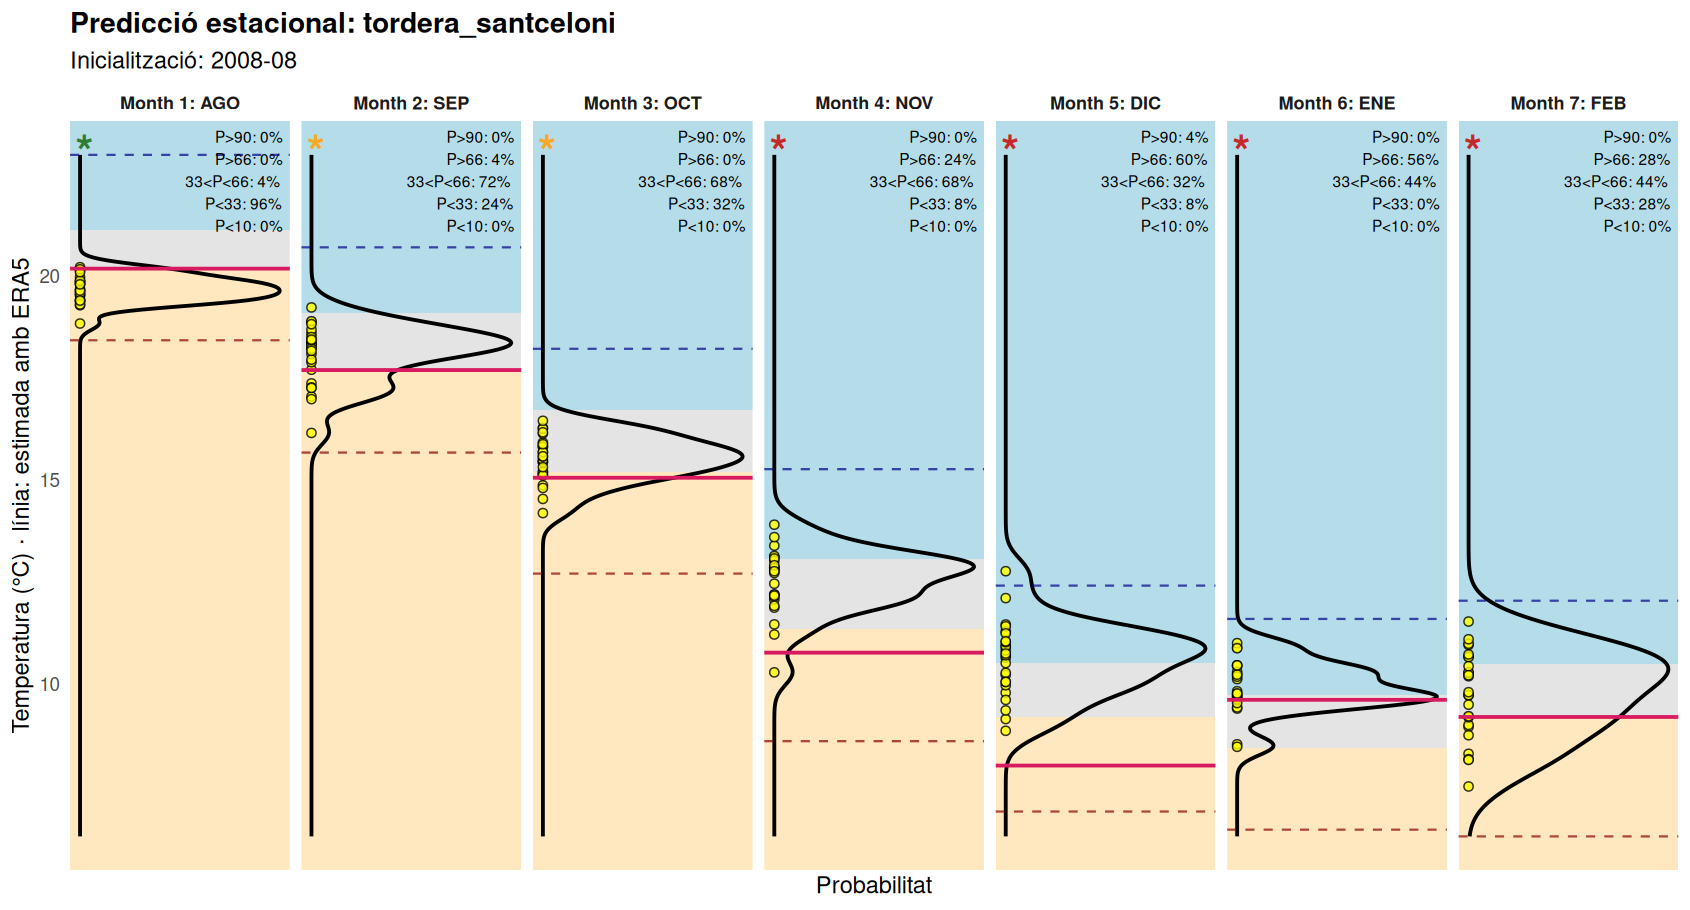 Predicció estacional: tordera_santceloni
Inicialització: 2008-08
Month 1: AGO
Month 2: SEP
Month 3: OCT
Month 4: NOV
Month 5: DIC
Month 6: ENE
Month 7: FEB
*
P>90: 0%
P>66: 0%
33<P<66: 4%
P<33: 96%
P<10: 0%
*
P>90: 0%
P>66: 4%
33<P<66: 72%
P<33: 24%
P<10: 0%
*
P>90: 0%
P>66: 0%
33<P<66: 68%
P<33: 32%
P<10: 0%
*
P>90: 0%
P>66: 24%
33<P<66: 68%
P<33: 8%
P<10: 0%
*
P>90: 4%
P>66: 60%
33<P<66: 32%
P<33: 8%
P<10: 0%
*
P>90: 0%
P>66: 56%
33<P<66: 44%
P<33: 0%
P<10: 0%
*
P>90: 0%
P>66: 28%
33<P<66: 44%
P<33: 28%
P<10: 0%
Temperatura (°C) · línia: estimada amb ERA5
20
15
10
Probabilitat